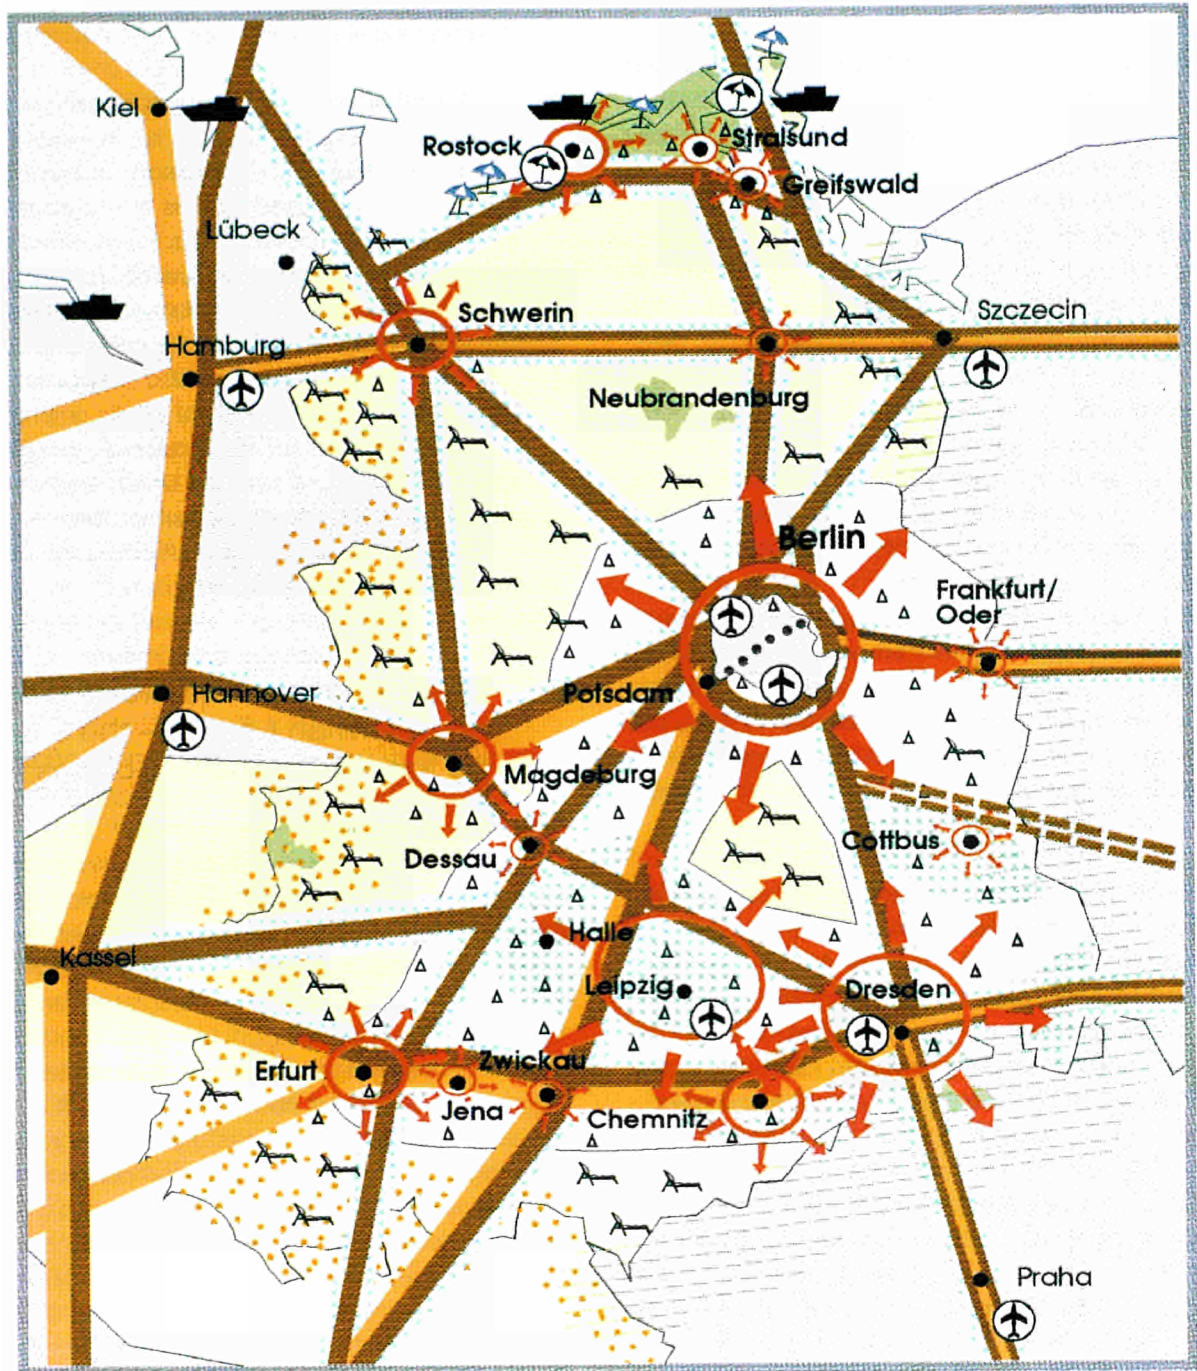 Kiel
Rostock
Stralsund
Greifswald
Lübeck
Schwerin
Szczecin
Hamburg
Neubrandenburg
Berlin
Frankfurt/
Oder
Hannover
Potsdam
Magdeburg
Dessau
Cottbus
Halle
Kassel
Leipzig
Dresden
Erfurt
Zwickau
Jena
Chemnitz
Praha